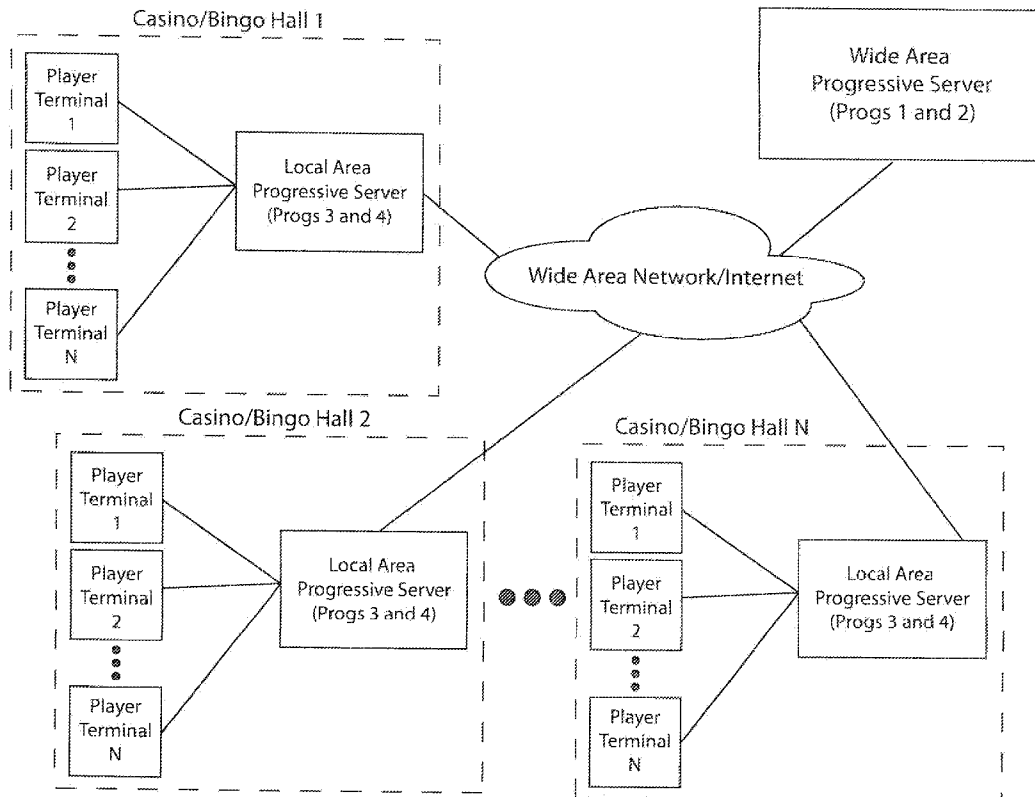 Casino/Bingo Hall 1
Player
Terminal
1
Player
Terminal
2
Player
Terminal
N
Local Area
Progressive Server
(Progs 3 and 4)
Wide Area
Progressive Server
(Progs 1 and 2)
Wide Area Network/Internet
Casino/Bingo Hall 2
Player
Terminal
1
Player
Terminal
2
Player
Terminal
N
Local Area
Progressive Server
(Progs 3 and 4)
Casino/Bingo Hall N
Player
Terminal
1
Player
Terminal
2
Player
Terminal
N
Local Area
Progressive Server
(Progs 3 and 4)